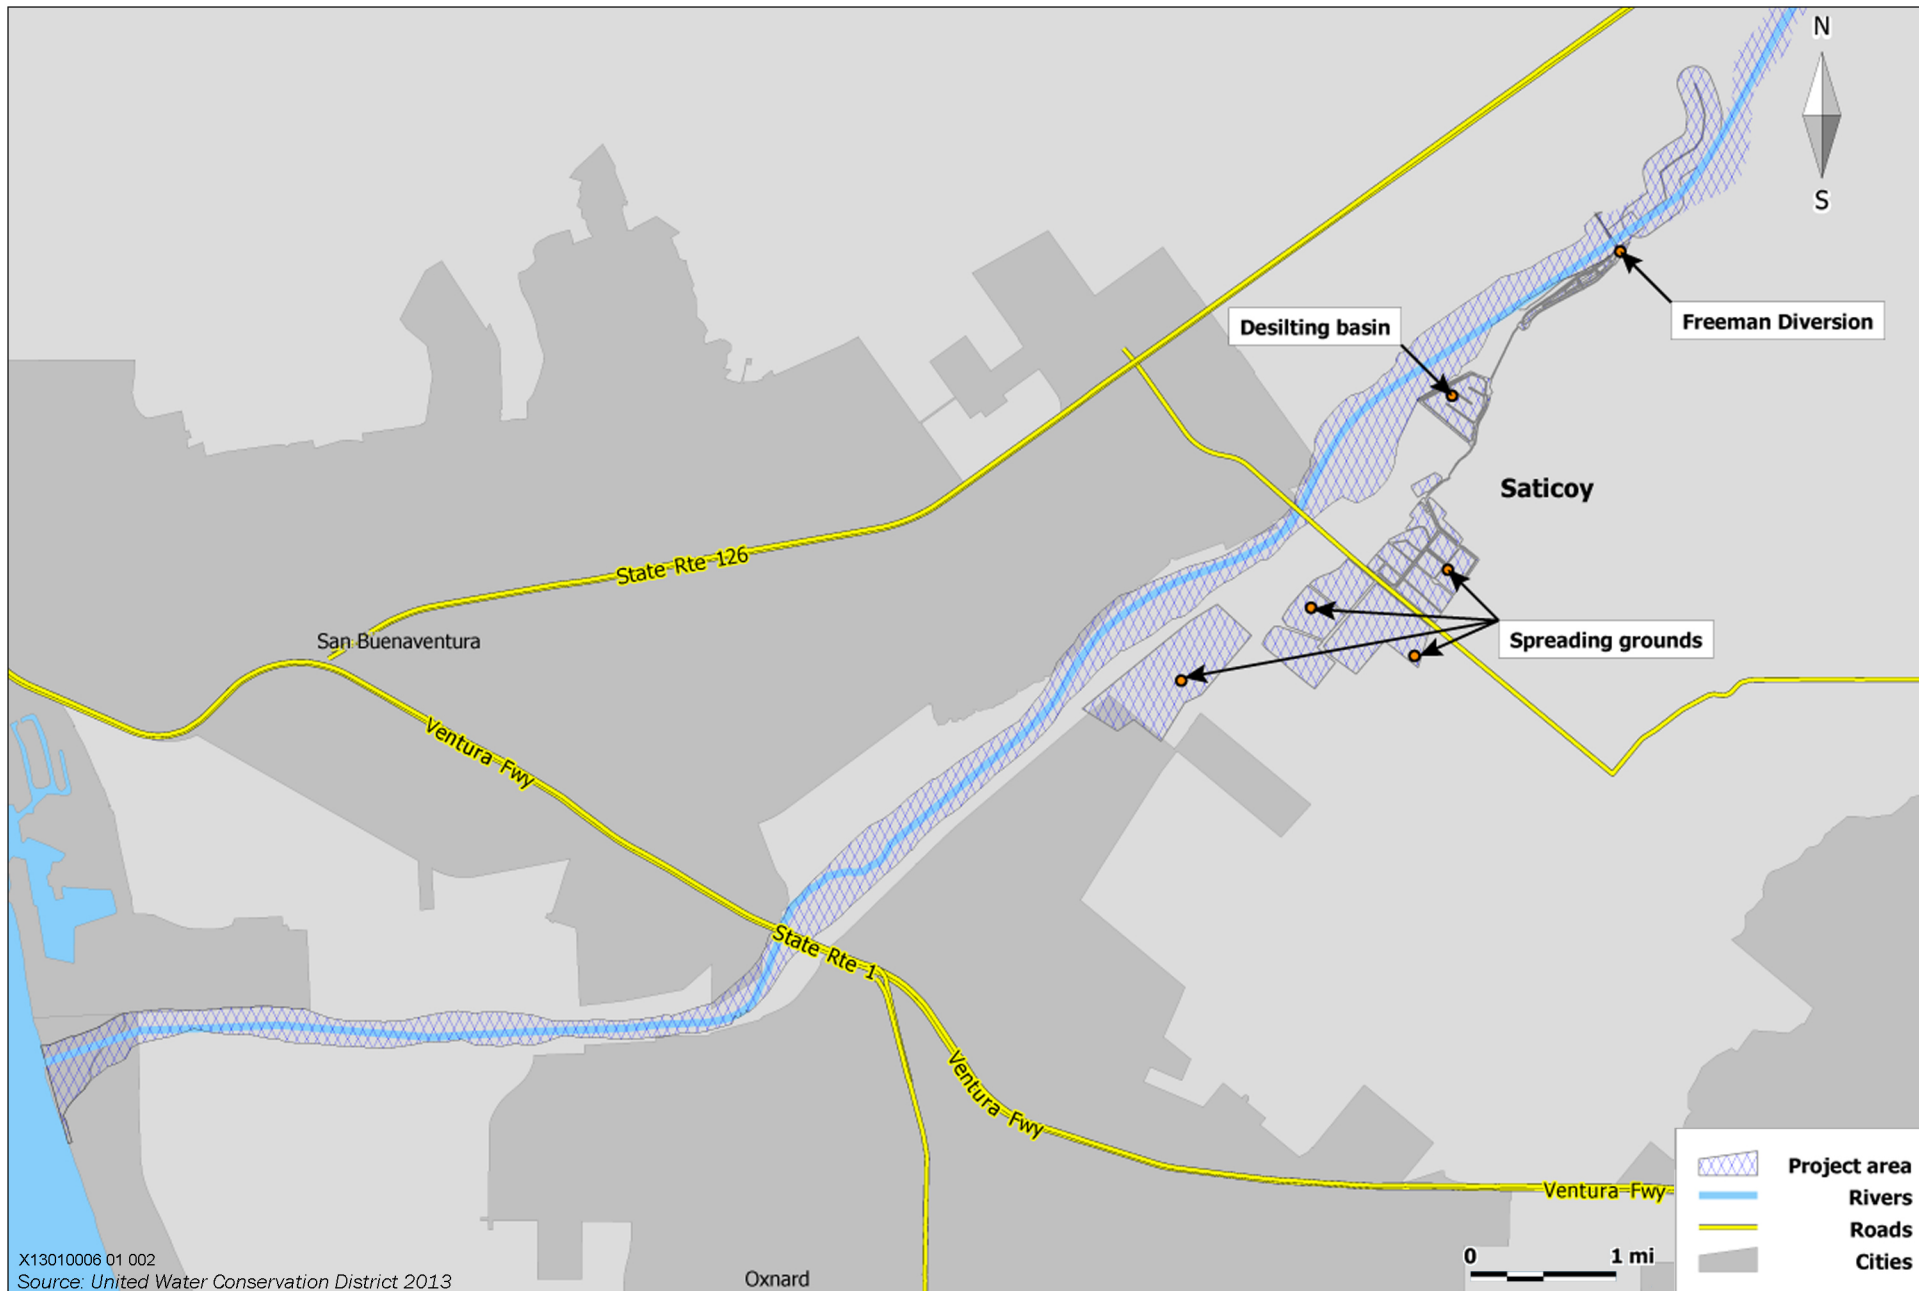 N
S
Freeman Diversion
Desilting basin
Saticoy
State Rte 126
San Buenaventura
Spreading grounds
Ventura Fwy
State Rte 1
Ventura Fwy
Ventura Fwy
Project area
Rivers
Roads
Cities
0 1 mi
X13010006 01 002
Source: United Water Conservation District 2013
Oxnard